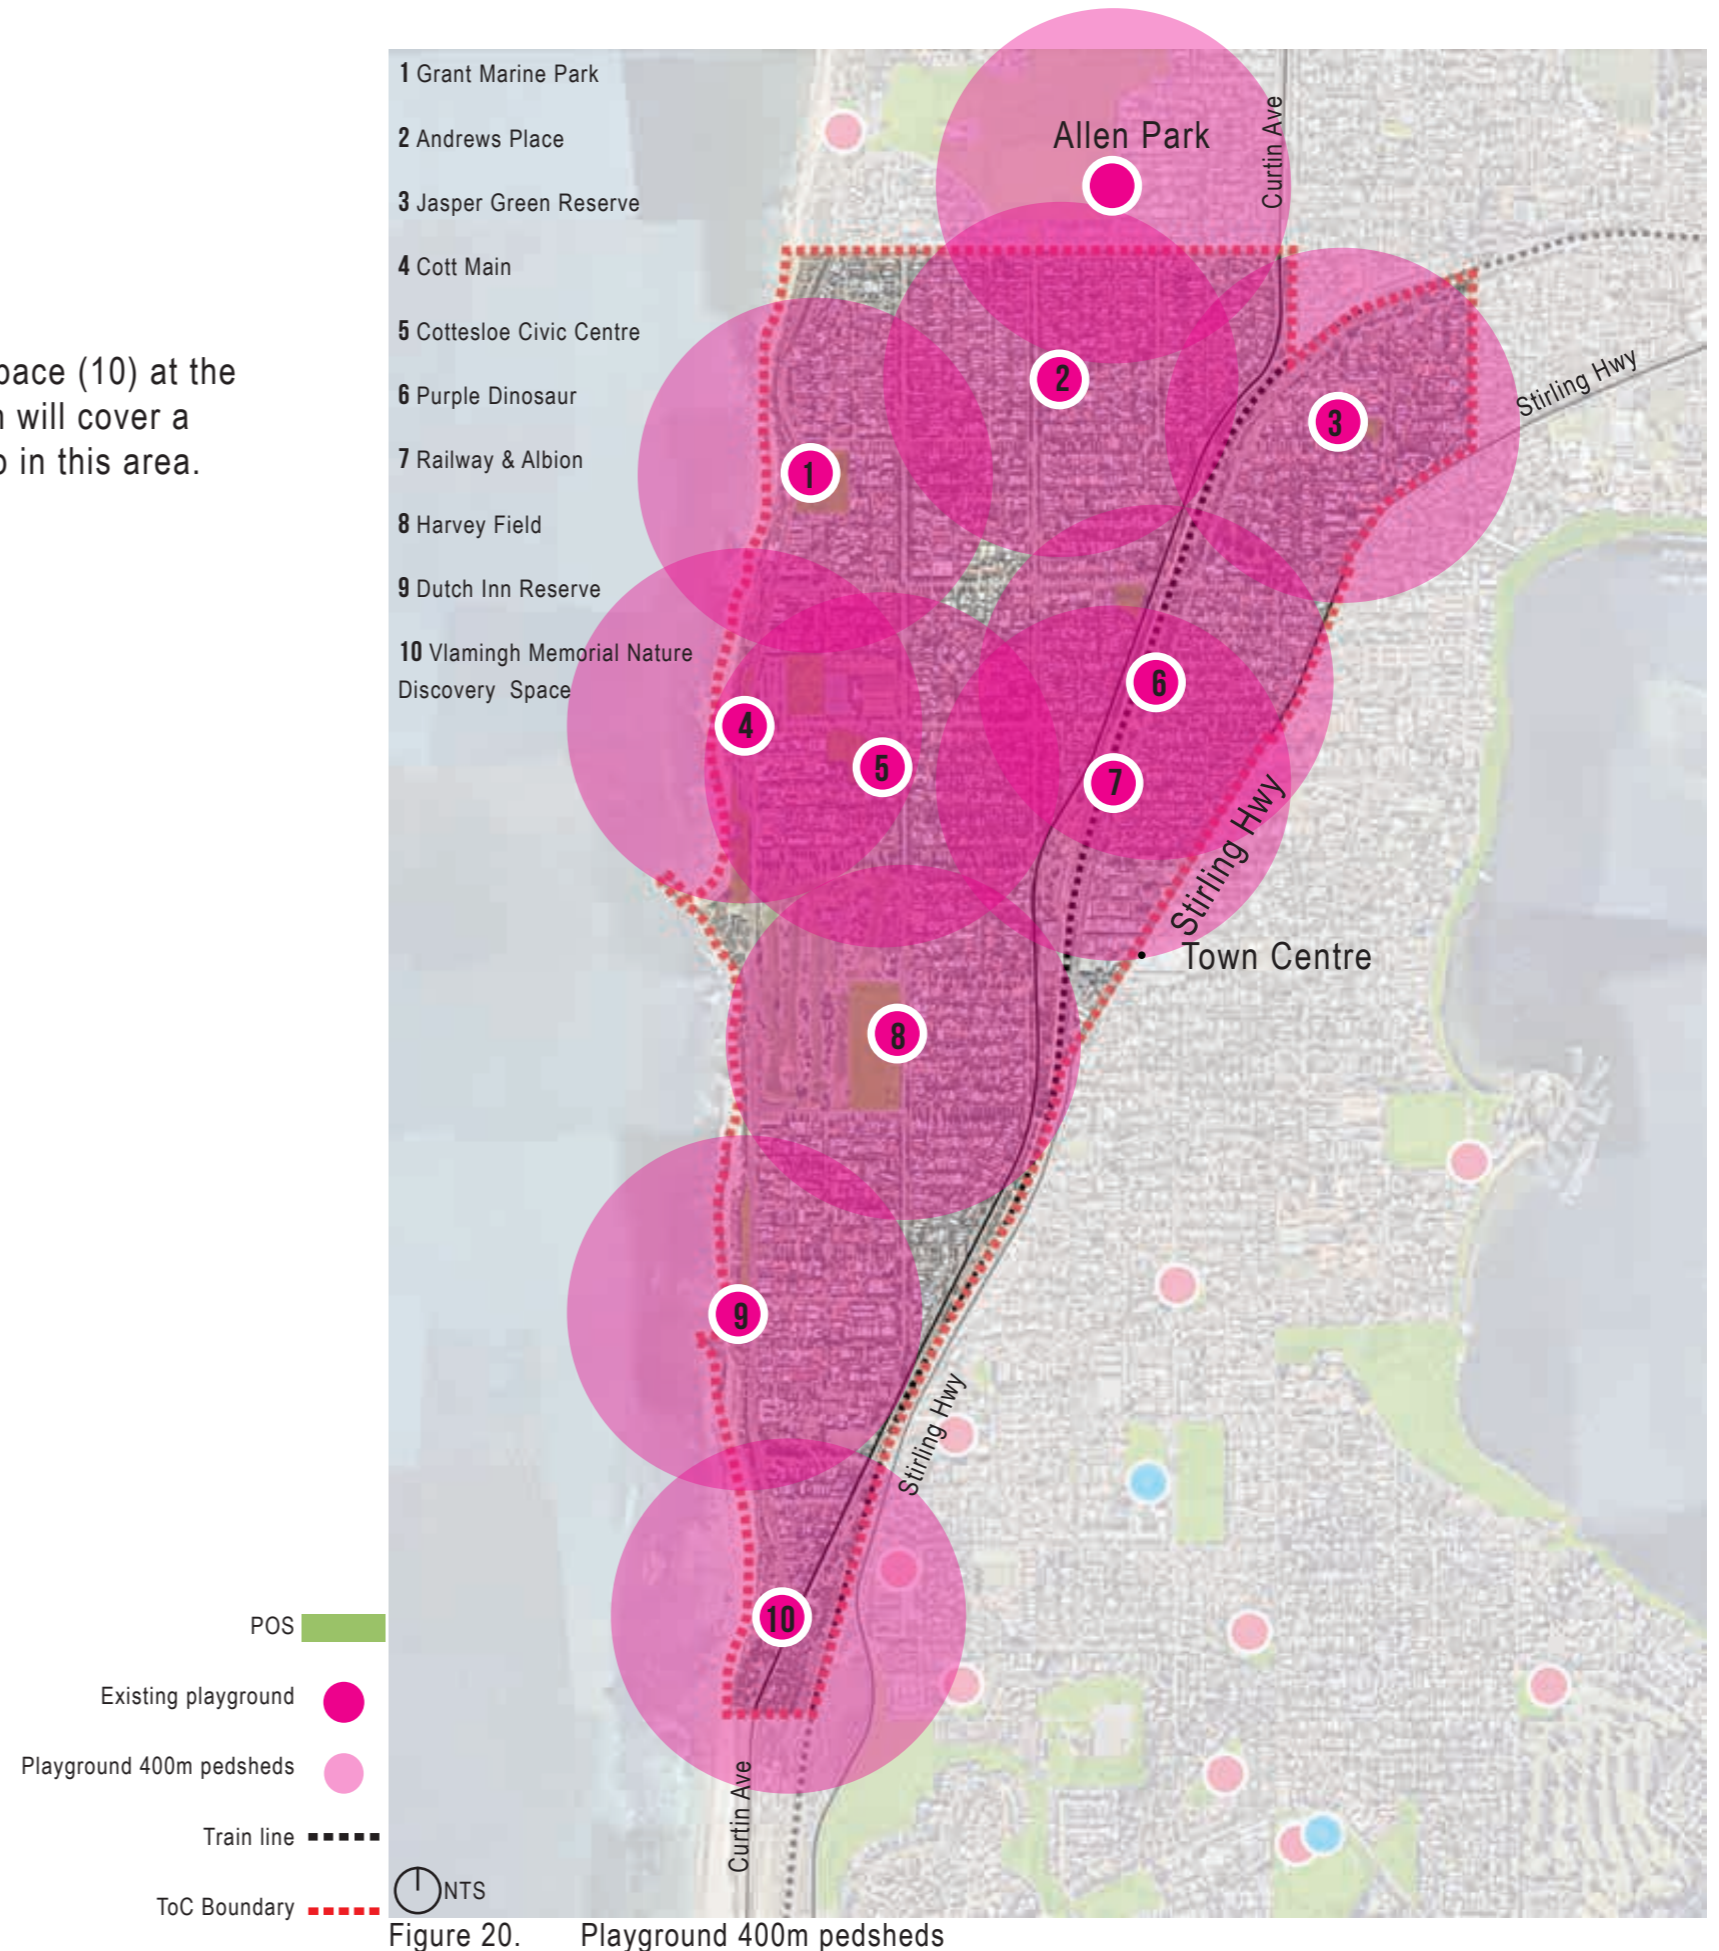 pace (10) at the
n will cover a
o in this area.
1 Grant Marine Park
2 Andrews Place
3 Jasper Green Reserve
4 Cott Main
5 Cottesloe Civic Centre
6 Purple Dinosaur
7 Railway & Albion
8 Harvey Field
9 Dutch Inn Reserve
10 Vlamingh Memorial Nature
Discovery Space
Allen Park
Curtin Ave
Stirling Hwy
1
2
3
4
5
6
7
Stirling Hwy
Town Centre
8
9
Stirling Hwy
10
Curtin Ave
POS
Existing playground
Playground 400m pedsheds
Train line
ToC Boundary
NTS
Figure 20. Playground 400m pedsheds